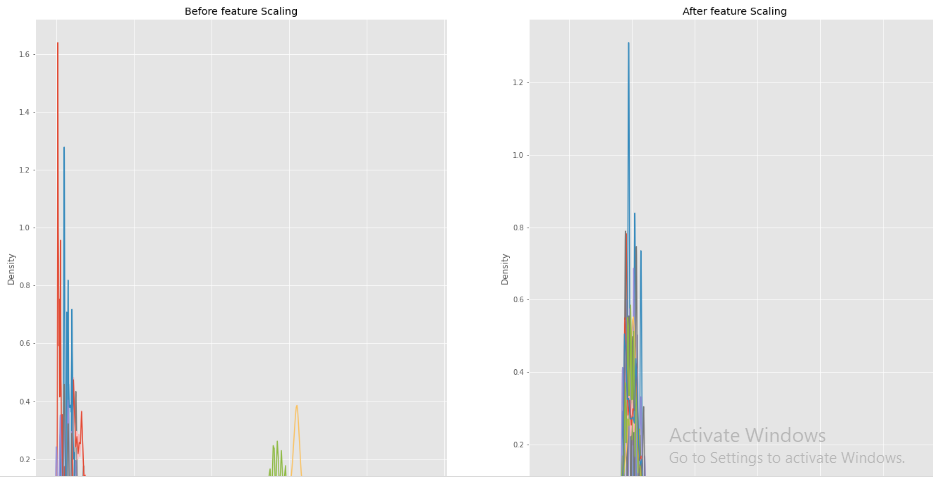 Before feature Scaling
1.6
1.4
1.2
1.0
0.8
0.6
0.4
0.2
Density
After feature Scaling
1.2
1.0
0.8
0.6
0.4
0.2
Density
Activate Windows
Go to Settings to activate Windows.